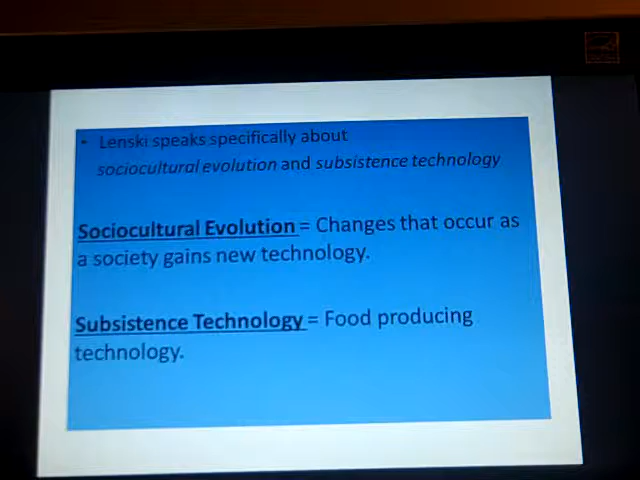 • Lenski speaks specifically about
sociocultural evolution and subsistence technology
Sociocultural Evolution = Changes that occur as
a society gains new technology.
Subsistence Technology = Food producing
technology.